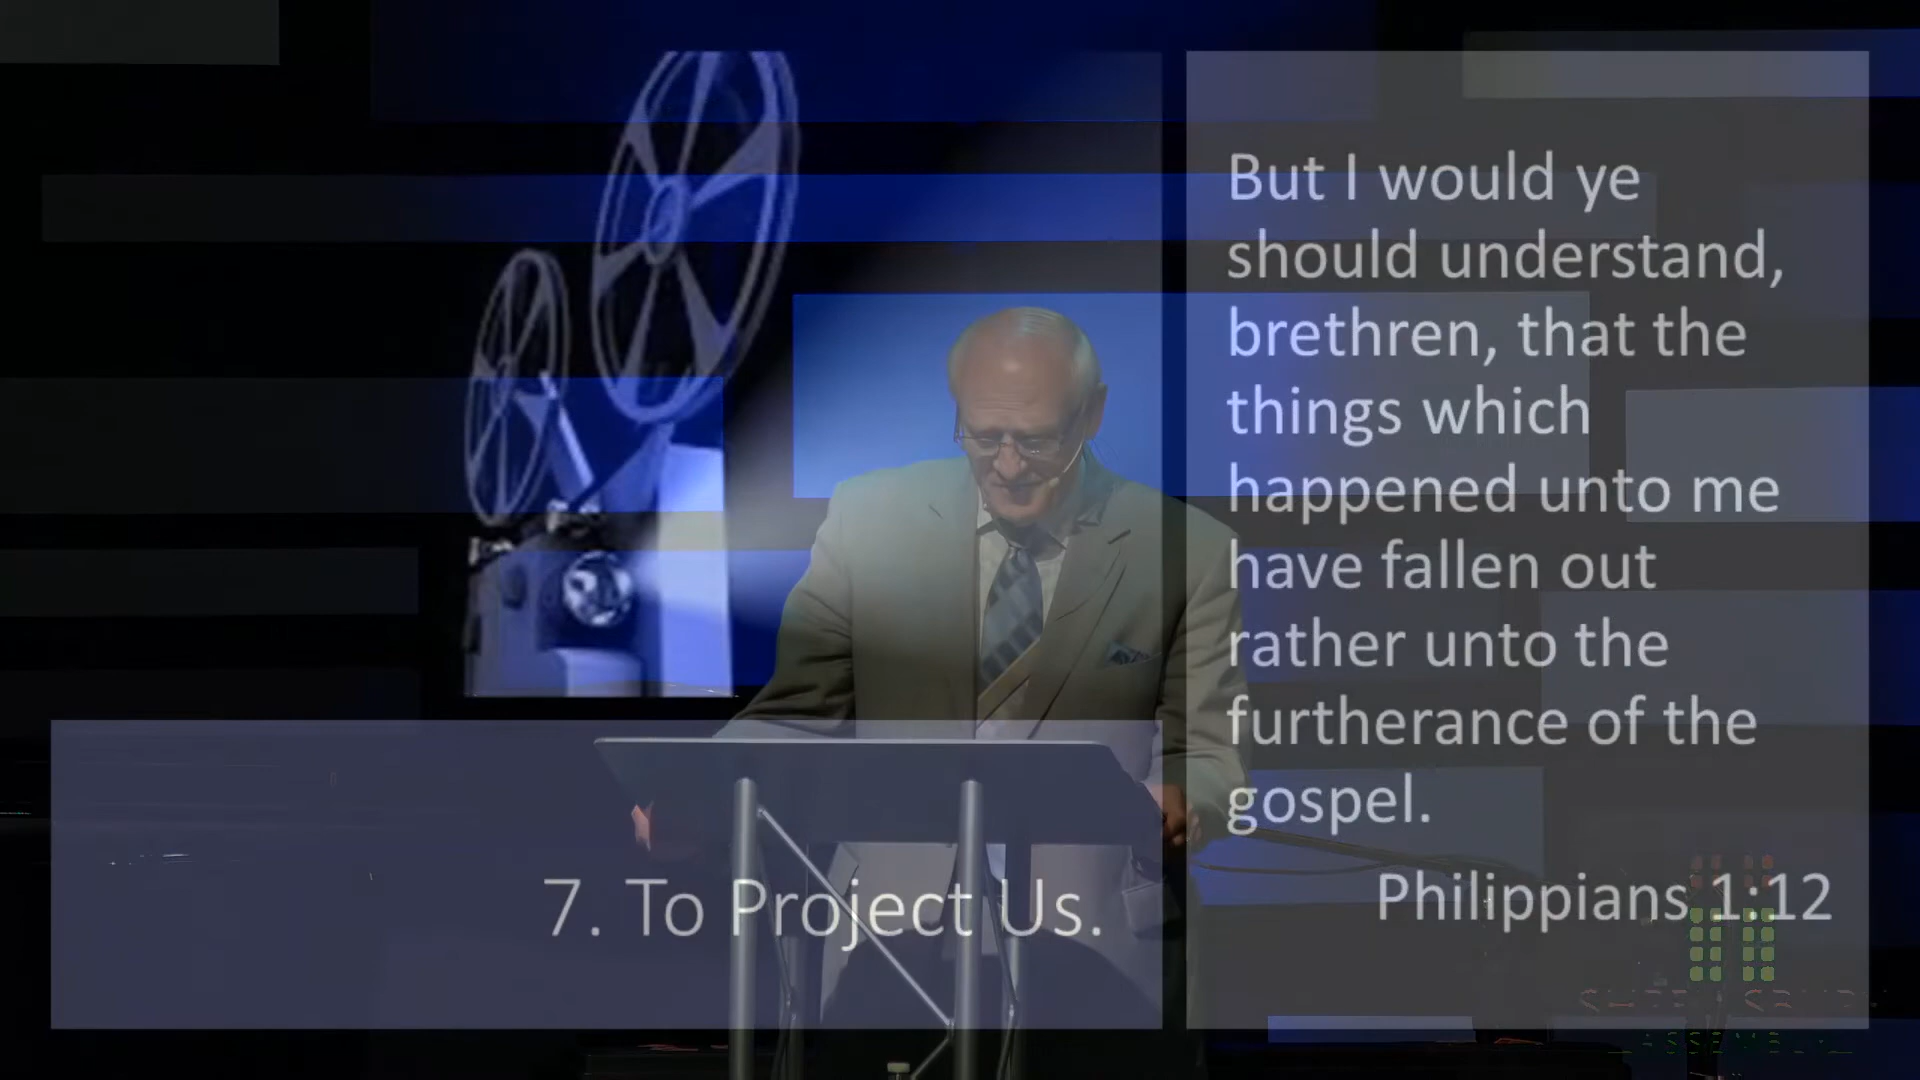 But I would ye
should understand,
brethren, that the
things which
happened unto me
have fallen out
rather unto the
furtherance of the
gospel.
Philippians 1:12
7. To Project Us.